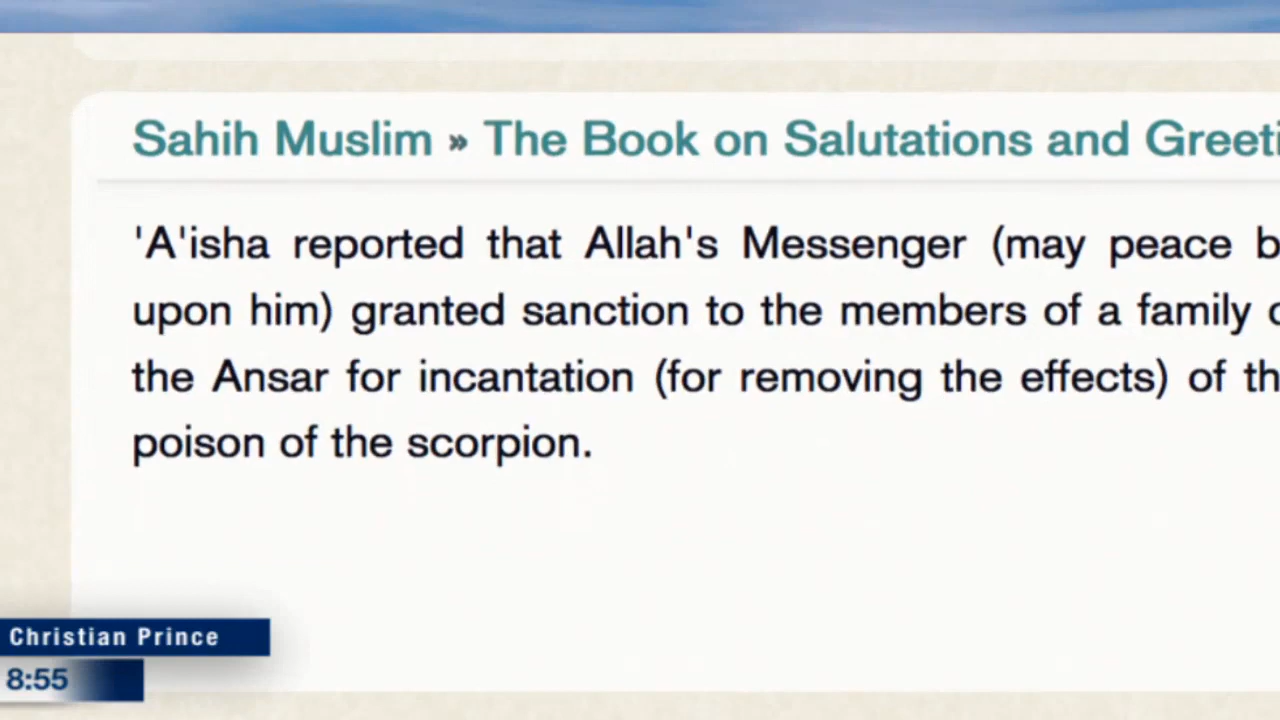 Sahih Muslim » The Book on Salutations and
'A'isha reported that Allah's Messenger (may peace
upon him) granted sanction to the members of a family
the Ansar for incantation (for removing the effects) of
poison of the scorpion.
Christian Prince
8:55